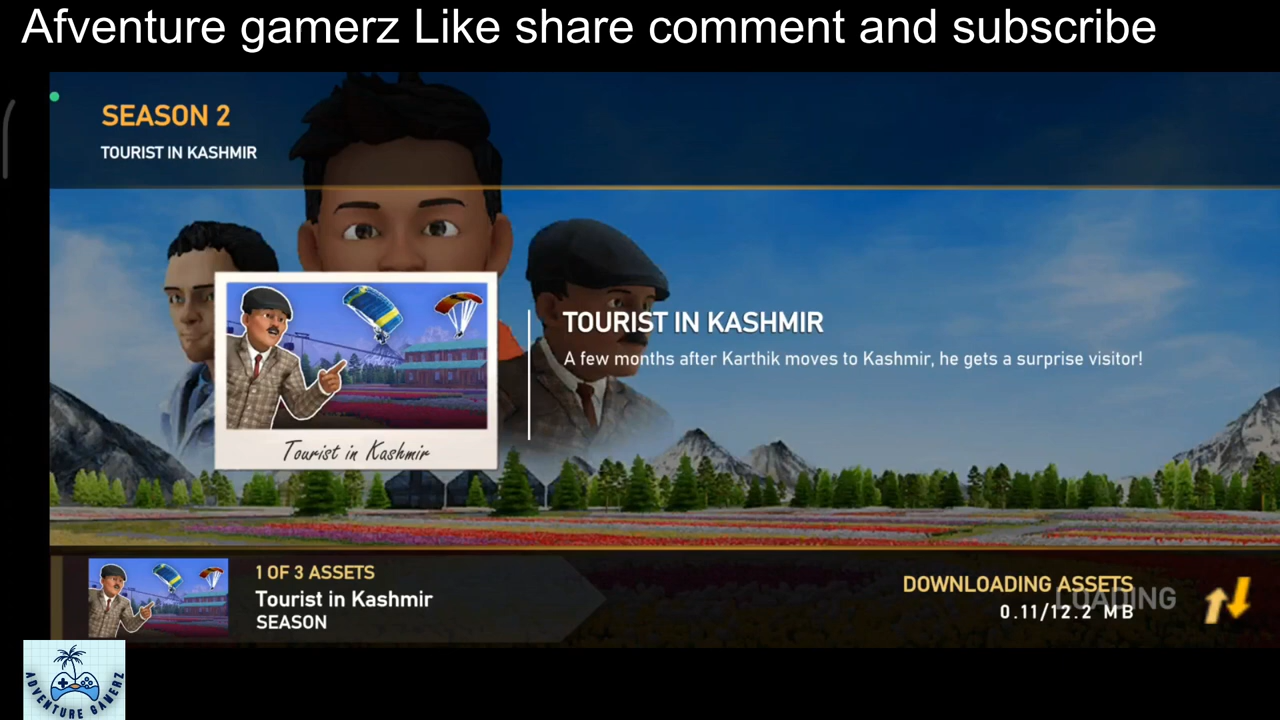 Afventure gamerz Like share comment and subscribe
SEASON 2
TOURIST IN KASHMIR
TOURIST IN KASHMIR
A few months after Karthik moves to Kashmir, he gets a surprise visitor!
Tourist in Kashmir
1 OF 3 ASSETS
Tourist in Kashmir
SEASON
DOWNLOADING ASSETS
LOADING
0.11/12.2 MB
ADVENTURE GAMERZ